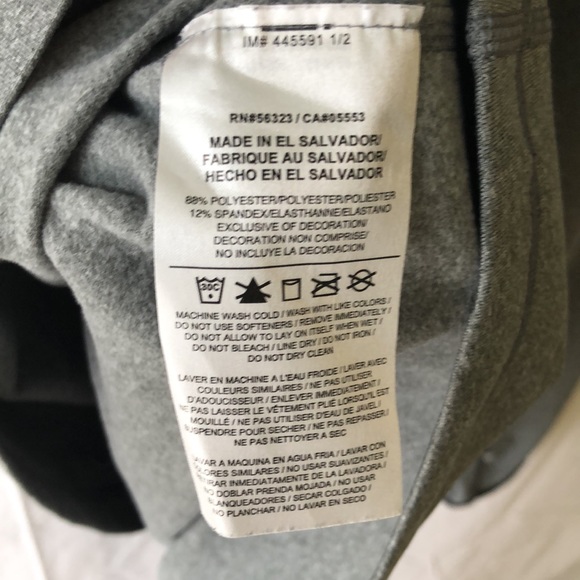 IM# 445591 1/2
RN#56323 / CA#05553
MADE IN EL SALVADOR/
FABRIQUE AU SALVADOR/
HECHO EN EL SALVADOR
88% POLYESTER/POLYESTER/POLIESTER
12% SPANDEX/ELASTHANNE/ELASTANO
EXCLUSIVE OF DECORATION/
DECORATION NON COMPRISE/
NO INCLUYE LA DECORACION
30C
MACHINE WASH COLD / WASH WITH LIKE COLORS /
DO NOT USE SOFTENERS / REMOVE IMMEDIATELY /
DO NOT ALLOW TO LAY ON ITSELF WHEN WET /
DO NOT BLEACH / LINE DRY / DO NOT IRON /
DO NOT DRY CLEAN
LAVER EN MACHINE A L'EAU FROIDE / LAVER AVEC
COULEURS SIMILAIRES / NE PAS UTILISER
D'ADOUCISSEUR / ENLEVER IMMEDIATEMENT /
NE PAS LAISSER LE VÊTEMENT PLIÉ LORSQU'IL EST
MOUILLÉ / NE PAS UTILISER D'EAU DE JAVEL /
SUSPENDRE POUR SECHER / NE PAS REPASSER /
NE PAS NETTOYER A SEC
LAVAR A MAQUINA EN AGUA FRIA / LAVAR CON
COLORES SIMILARES / NO USAR SUAVIZANTES /
RETIRAR INMEDIATAMENTE DE LA LAVADORA /
NO DOBLAR PRENDA MOJADA / NO USAR
BLANQUEADORES / SECAR COLGADO /
NO PLANCHAR / NO LAVAR EN SECO